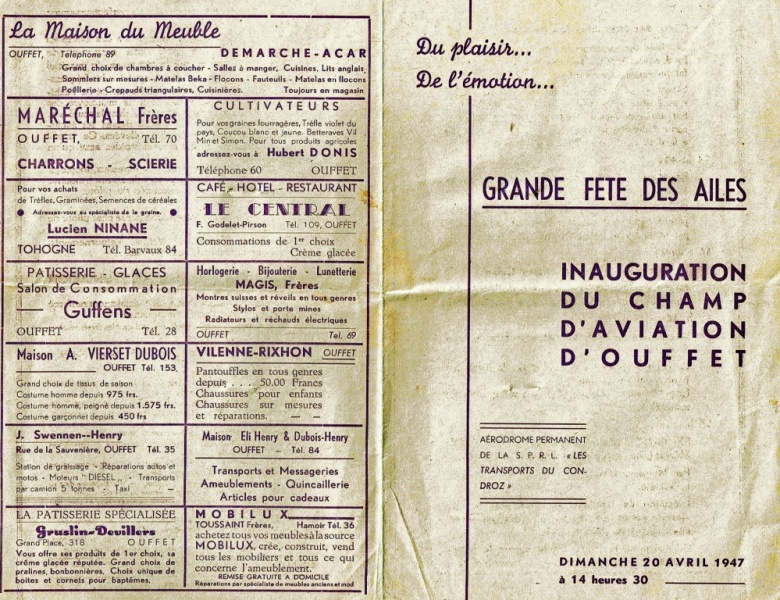 La Maison du Meuble
OUFFET, Téléphone 89 DEMARCHE-ACAR
Grand choix de chambres à coucher - Salles à manger, Cuisines, Lits anglais
Sommiers sur mesures - Matelas Beka - Flocons - Fauteuils - Matelas en flocons
Poëllerie - Crepauds triangulaires, Cuisinières. Toujours en magasin
MARÉCHAL Frères
OUFFET, Tél. 70
CHARRONS - SCIERIE
CULTIVATEURS
Pour vos graines fourragères, Trèfle violet du
pays, Coucou blanc et jaune. Betteraves Vil
Min et Simon. Pour tous produits agricoles
adressez-vous à Hubert DONIS
Téléphone 60 OUFFET
Pour vos achats
de Trèfles, Graminées, Semences de céréales
Adressez-vous au spécialiste de la graine.
Lucien NINANE
TOHOGNE Tél. Barvaux 84
CAFÉ - HOTEL - RESTAURANT
LE CENTRAL
F. Godelet-Pirson Tél. 109, OUFFET
Consommations de 1er choix
Crème glacée
PATISSERIE - GLACES
Salon de Consommation
Guffens
OUFFET Tél. 28
Horlogerie - Bijouterie - Lunetterie
MAGIS, Frères
Montres suisses et réveils en tous genres
Stylos et porte mines
Radiateurs et réchauds électriques
OUFFET Tel. 69
Maison A. VIERSET DUBOIS
OUFFET Tél. 153
Grand choix de tissus de saison
Costume homme depuis 975 frs.
Costume homme, peigné depuis 1.575 frs.
Costume garçonnet depuis 450 frs
VILENNE-RIXHON OUFFET
Pantouffles en tous genres
depuis . . . 50.00 Francs
Chaussures pour enfants
Chaussures sur mesures
et réparations. — —
J. Swennen--Henry
Rue de la Sauvenière, OUFFET Tél. 35
Station de graissage - Réparations autos et
motos - Moteurs "DIESEL" - Transports
par camion 5 tonnes - Taxi —
Maison Eli Henry & Dubois-Henry
OUFFET - Tél. 84
Transports et Messageries
Ameublements - Quincaillerie
Articles pour cadeaux
LA PATISSERIE SPÉCIALISÉE
Gruslin-Devillers
Grand Place, 318 OUFFET
Vous offre ses produits de 1er choix, sa
crème glacée réputée. Grand choix de
pralines, bonbonnières. Choix unique de
boites et cornets pour baptêmes.
MOBILUX
TOUSSAINT Frères, Hamoir Tél. 36
achetez tous vos meubles à la source
MOBILUX, crée, construit, vend
tous les mobiliers et tous ce qui
concerne l'ameublement.
REMISE GRATUITE A DOMICILE
Réparations par spécialiste de meubles anciens et mod
Du plaisir...
De l'émotion...
GRANDE FETE DES AILES
INAUGURATION
DU CHAMP
D'AVIATION
D'OUFFET
AÉRODROME PERMANENT
DE LA S. P. R. L. « LES
TRANSPORTS DU CON-
DROZ »
DIMANCHE 20 AVRIL 1947
à 14 heures 30